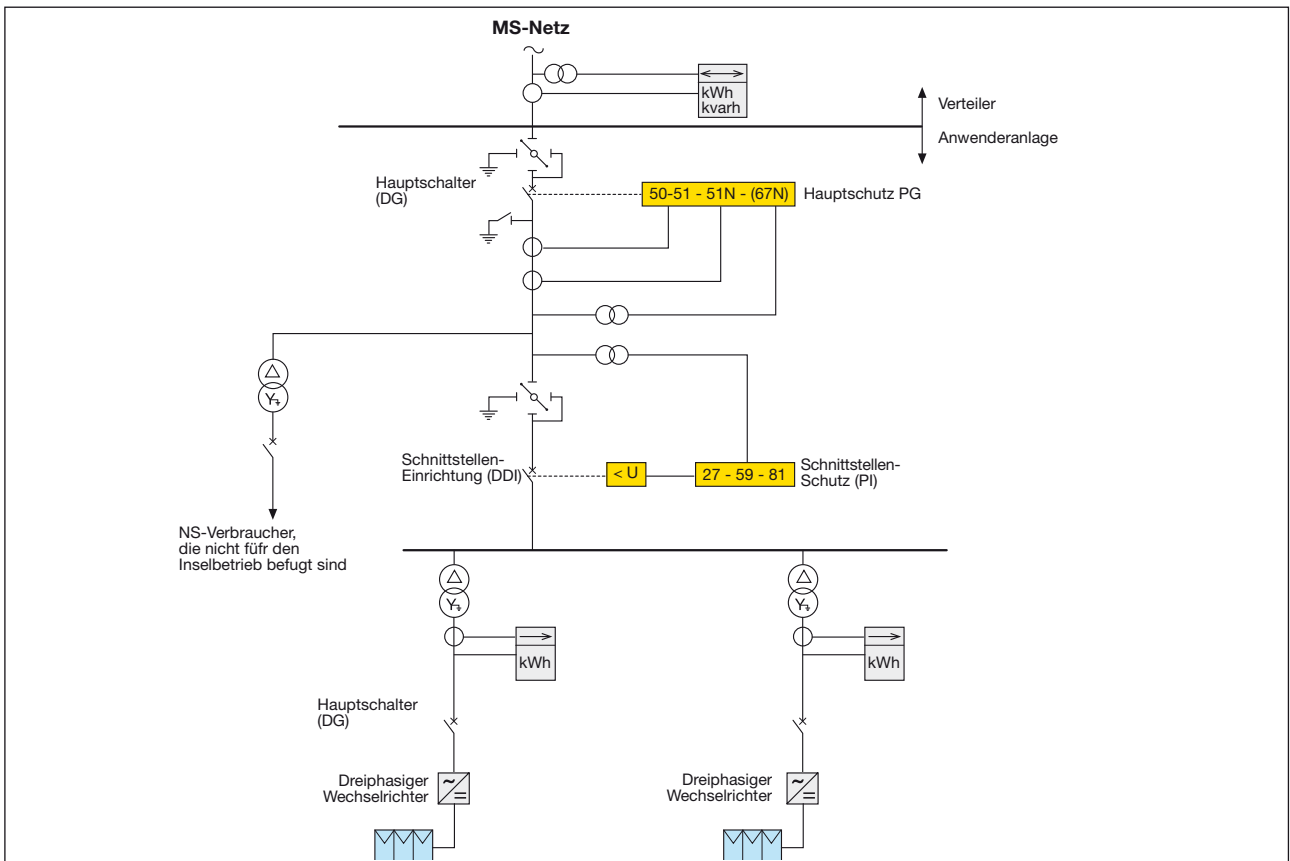 MS-Netz
kWh
kvarh
Verteiler
Anwenderanlage
Hauptschalter
(DG)
50-51 - 51N - (67N)
Hauptschutz PG
Schnittstellen-
Einrichtung (DDI)
< U
27 - 59 - 81
Schnittstellen-
Schutz (PI)
NS-Verbraucher,
die nicht füfr den
Inselbetrieb befugt sind
kWh
kWh
Hauptschalter
(DG)
Dreiphasiger
Wechselrichter
Dreiphasiger
Wechselrichter